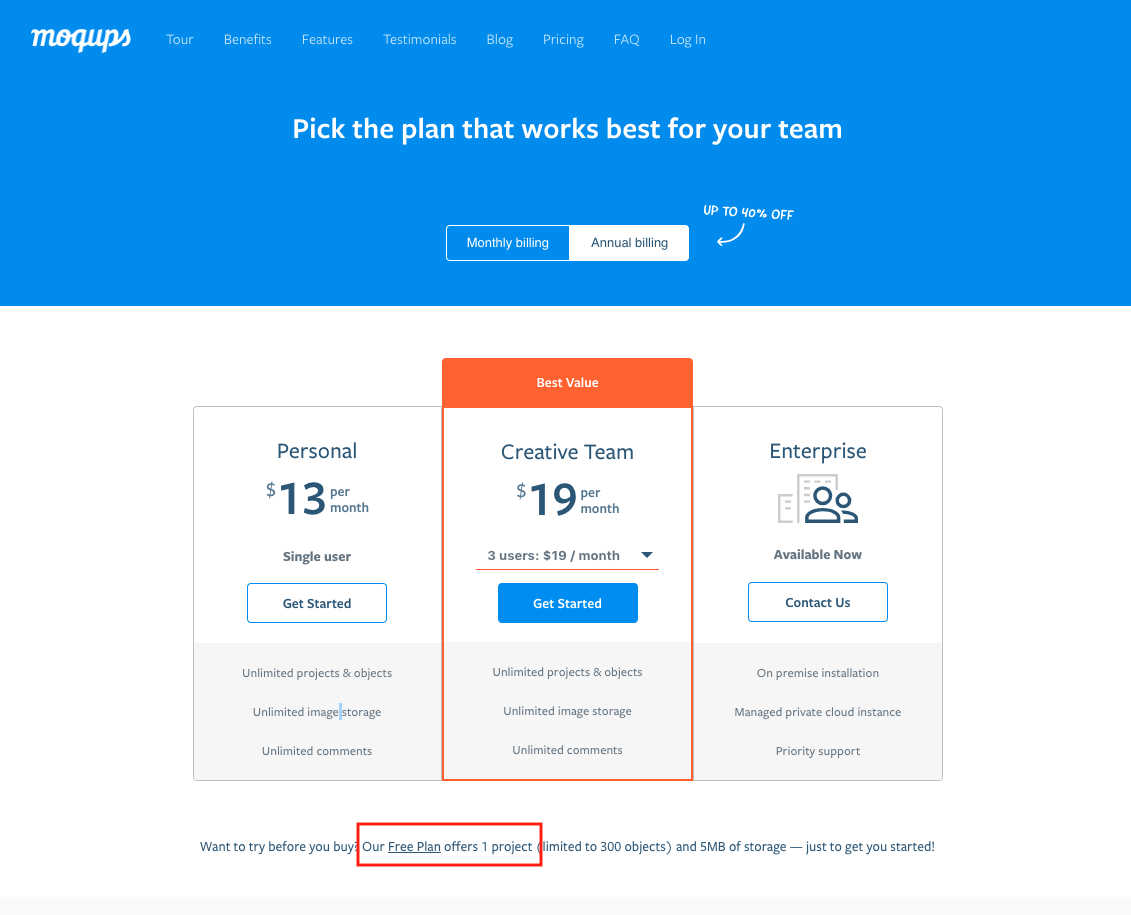 moqups Tour Benefits Features Testimonials Blog Pricing FAQ Log In
Pick the plan that works best for your team
UP TO 40% OFF
Monthly billing Annual billing
Best Value
Personal
$13 per month
Single user
Get Started
Unlimited projects & objects
Unlimited image storage
Unlimited comments
Creative Team
$19 per month
3 users: $19 / month
Get Started
Unlimited projects & objects
Unlimited image storage
Unlimited comments
Enterprise
Available Now
Contact Us
On premise installation
Managed private cloud instance
Priority support
Want to try before you buy? Our Free Plan offers 1 project (limited to 300 objects) and 5MB of storage — just to get you started!